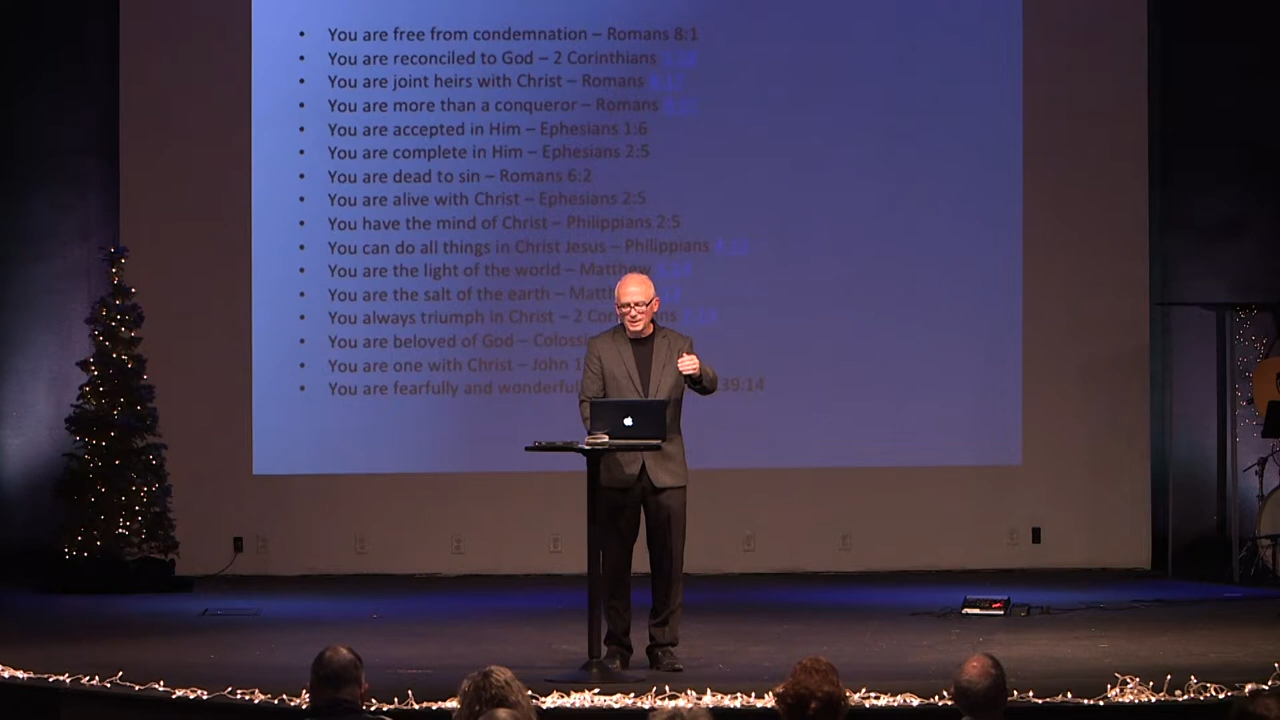 • You are free from condemnation – Romans 8:1
• You are reconciled to God – 2 Corinthians
• You are joint heirs with Christ – Romans
• You are more than a conqueror – Romans
• You are accepted in Him – Ephesians 1:6
• You are complete in Him – Ephesians 2:5
• You are dead to sin – Romans 6:2
• You are alive with Christ – Ephesians 2:5
• You have the mind of Christ – Philippians 2:5
• You can do all things in Christ Jesus – Philippians
• You are the light of the world – Matthew
• You are the salt of the earth – Matt
• You always triumph in Christ – 2 Cor
• You are beloved of God – Coloss
• You are one with Christ – John 1
• You are fearfully and wonderful 39:14